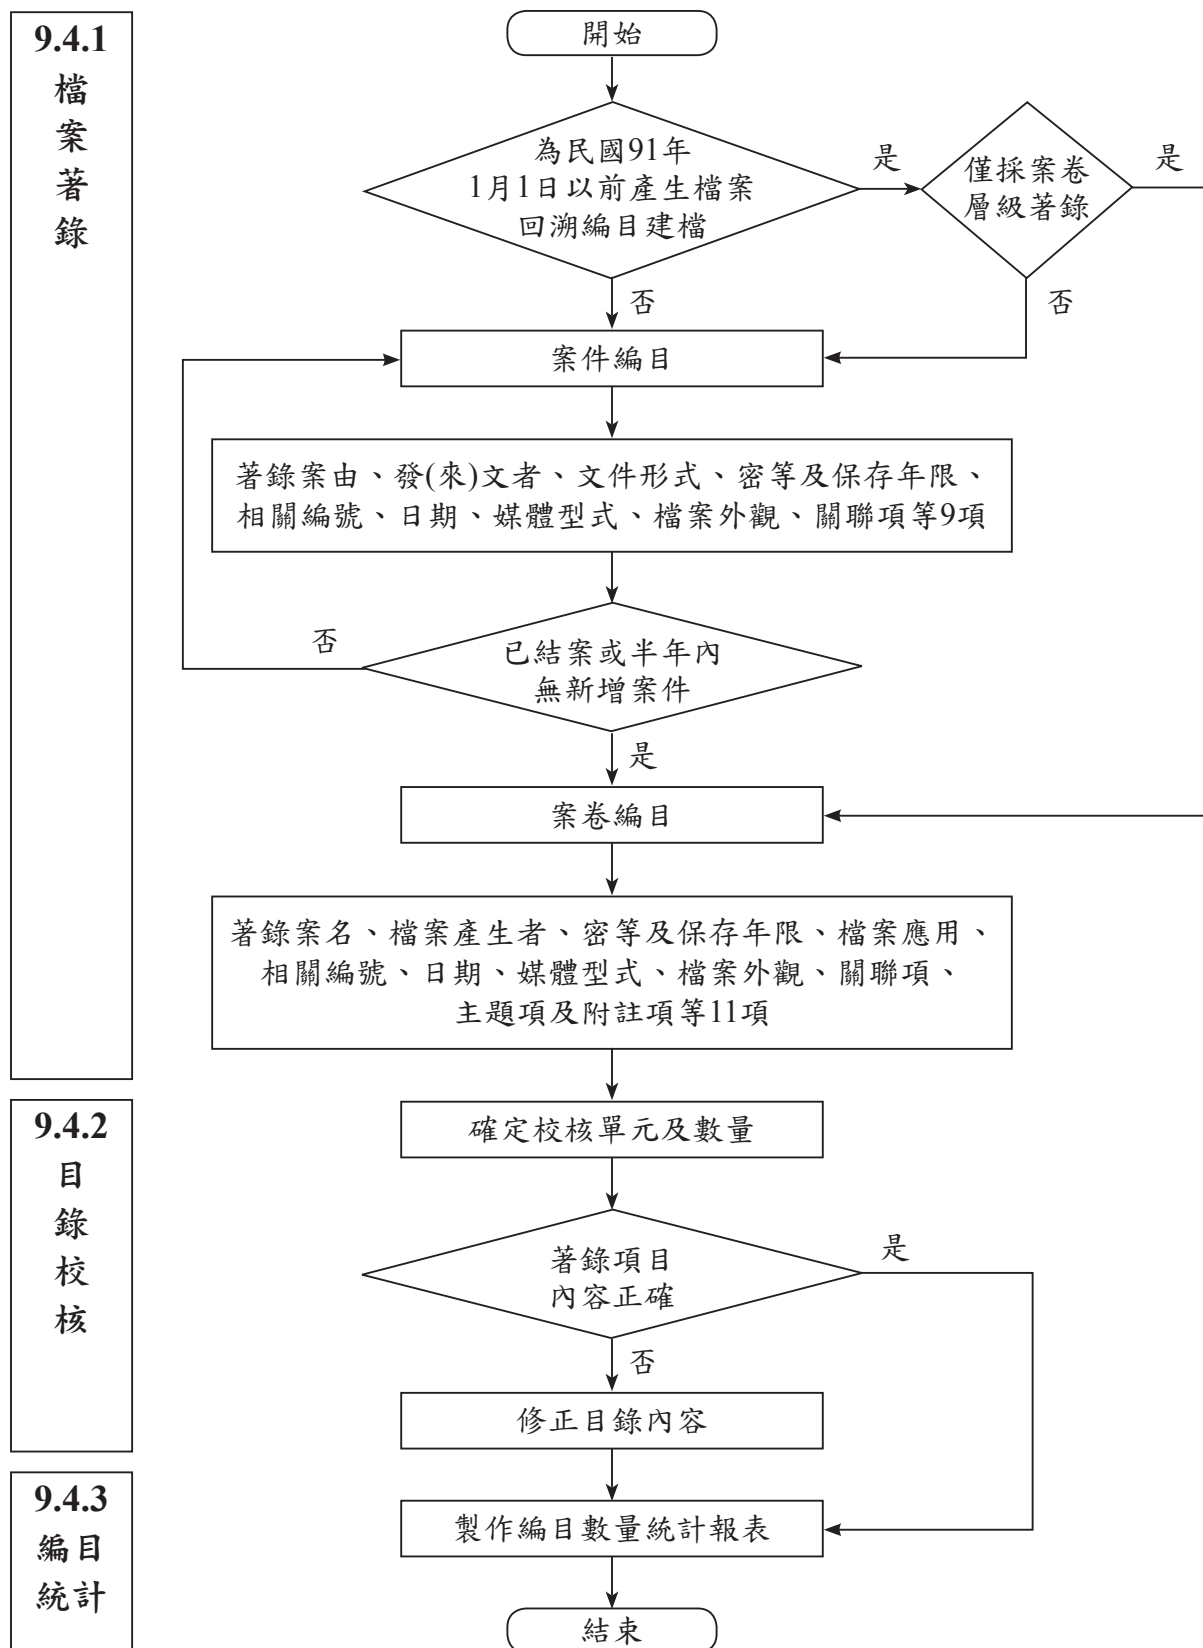 9.4.1
檔
案
著
錄
開始
為民國91年
1月1日以前產生檔案
回溯編目建檔
是
僅採案卷
層級著錄
是
否
否
案件編目
著錄案由、發(來)文者、文件形式、密等及保存年限、
相關編號、日期、媒體型式、檔案外觀、關聯項等9項
否
已結案或半年內
無新增案件
是
案卷編目
著錄案名、檔案產生者、密等及保存年限、檔案應用、
相關編號、日期、媒體型式、檔案外觀、關聯項、
主題項及附註項等11項
9.4.2
目
錄
校
核
確定校核單元及數量
著錄項目
內容正確
是
否
修正目錄內容
9.4.3
編目
統計
製作編目數量統計報表
結束